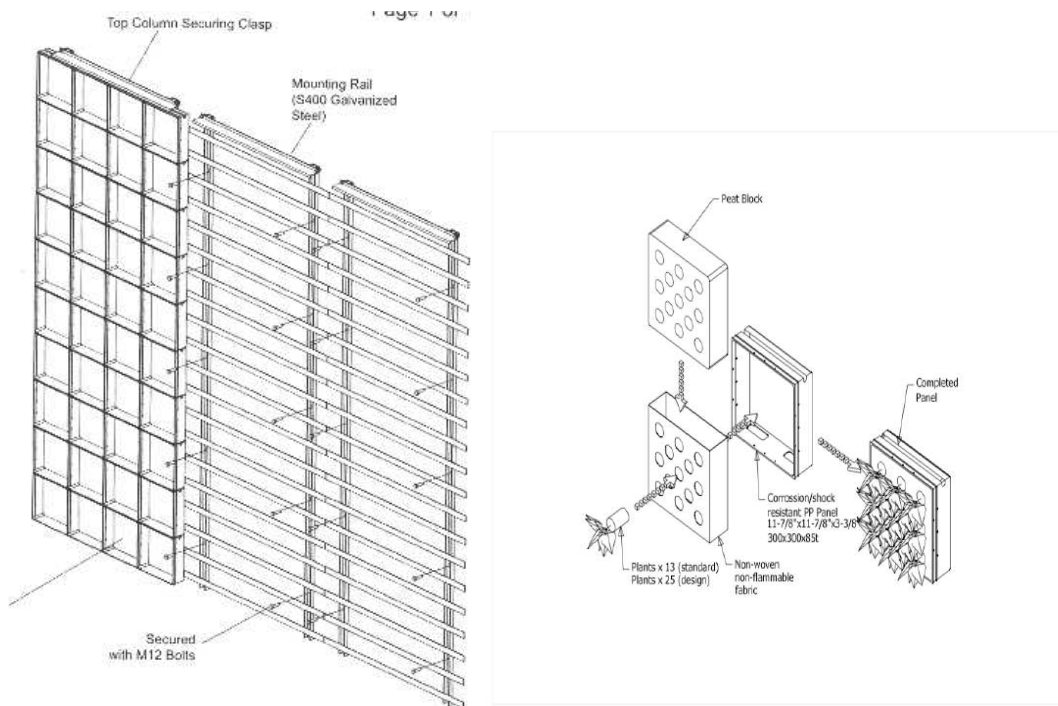 Top Column Securing Clasp
Mounting Rail
(S400 Galvanized
Steel)
Secured
with M12 Bolts
Peat Block
Completed
Panel
Corrossion/shock
resistant PP Panel
11-7/8"x11-7/8"x3-3/8"
300x300x85t
Plants x 13 (standard)
Plants x 25 (design)
Non-woven
non-flammable
fabric